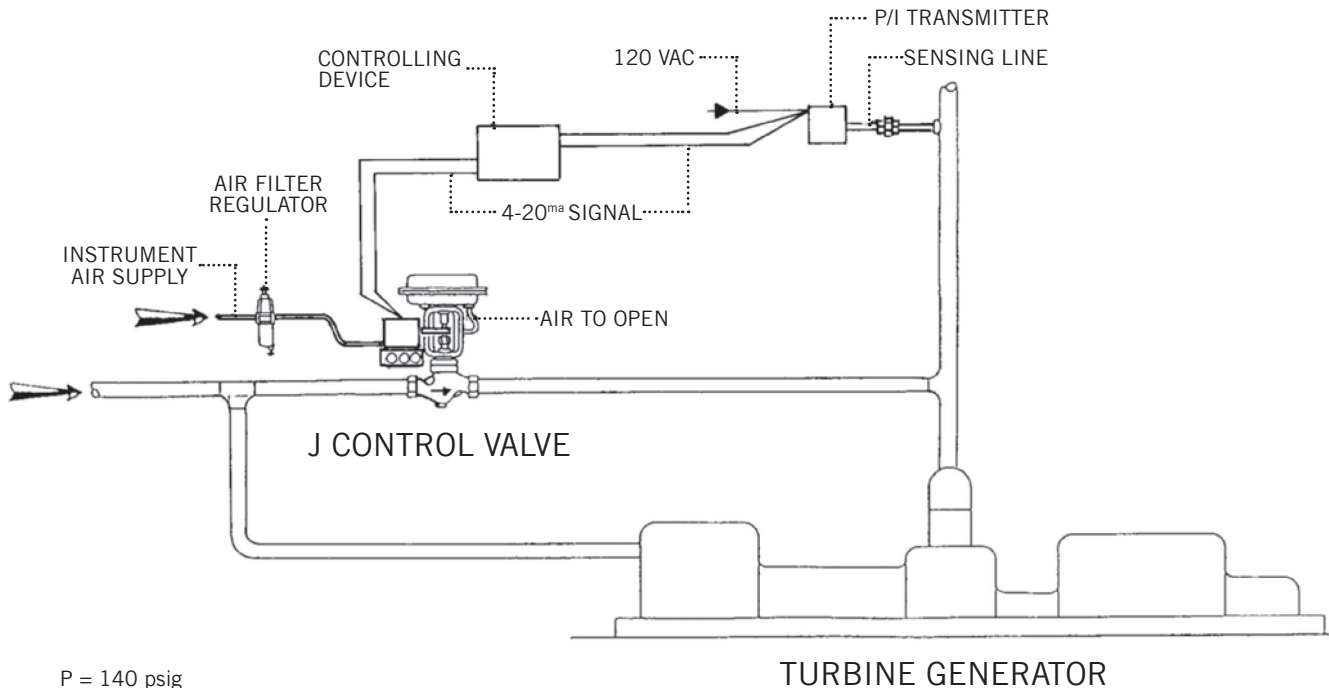 P/I TRANSMITTER
CONTROLLING
DEVICE
120 VAC
SENSING LINE
AIR FILTER
REGULATOR
4-20ma SIGNAL
INSTRUMENT
AIR SUPPLY
AIR TO OPEN
J CONTROL VALVE
P = 140 psig
TURBINE GENERATOR